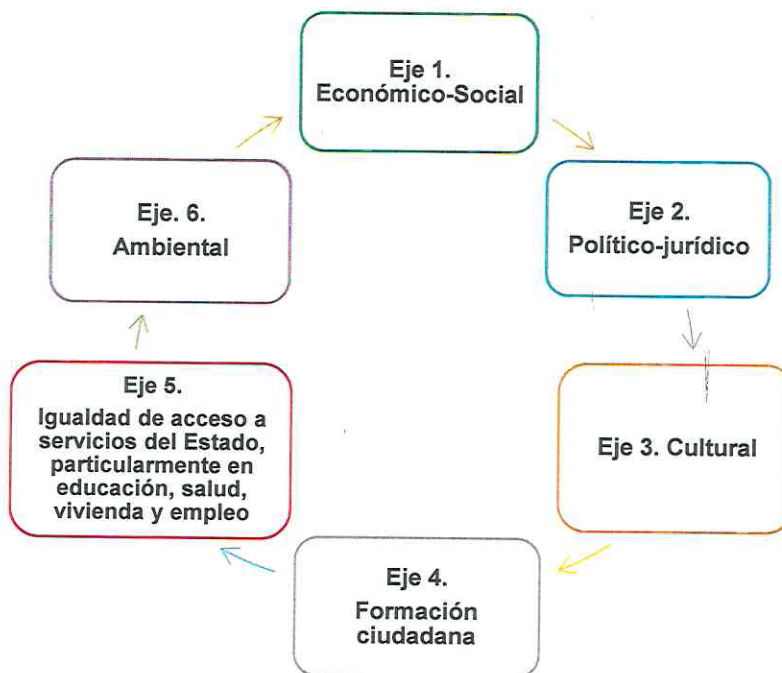 Eje 1.
Económico-Social
Eje 2.
Político-jurídico
Eje 3. Cultural
Eje 4.
Formación
ciudadana
Eje 5.
Igualdad de acceso a
servicios del Estado,
particularmente en
educación, salud,
vivienda y empleo
Eje. 6.
Ambiental